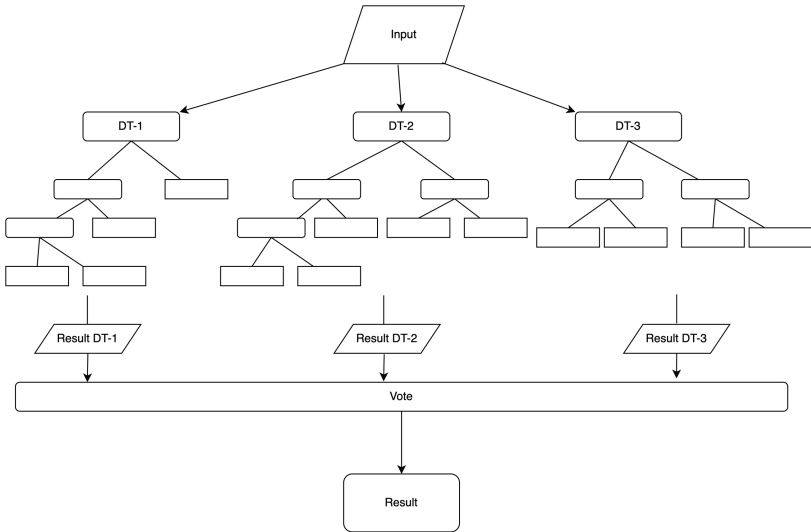 Input
DT-1
DT-2
DT-3
Result DT-1
Result DT-2
Result DT-3
Vote
Result